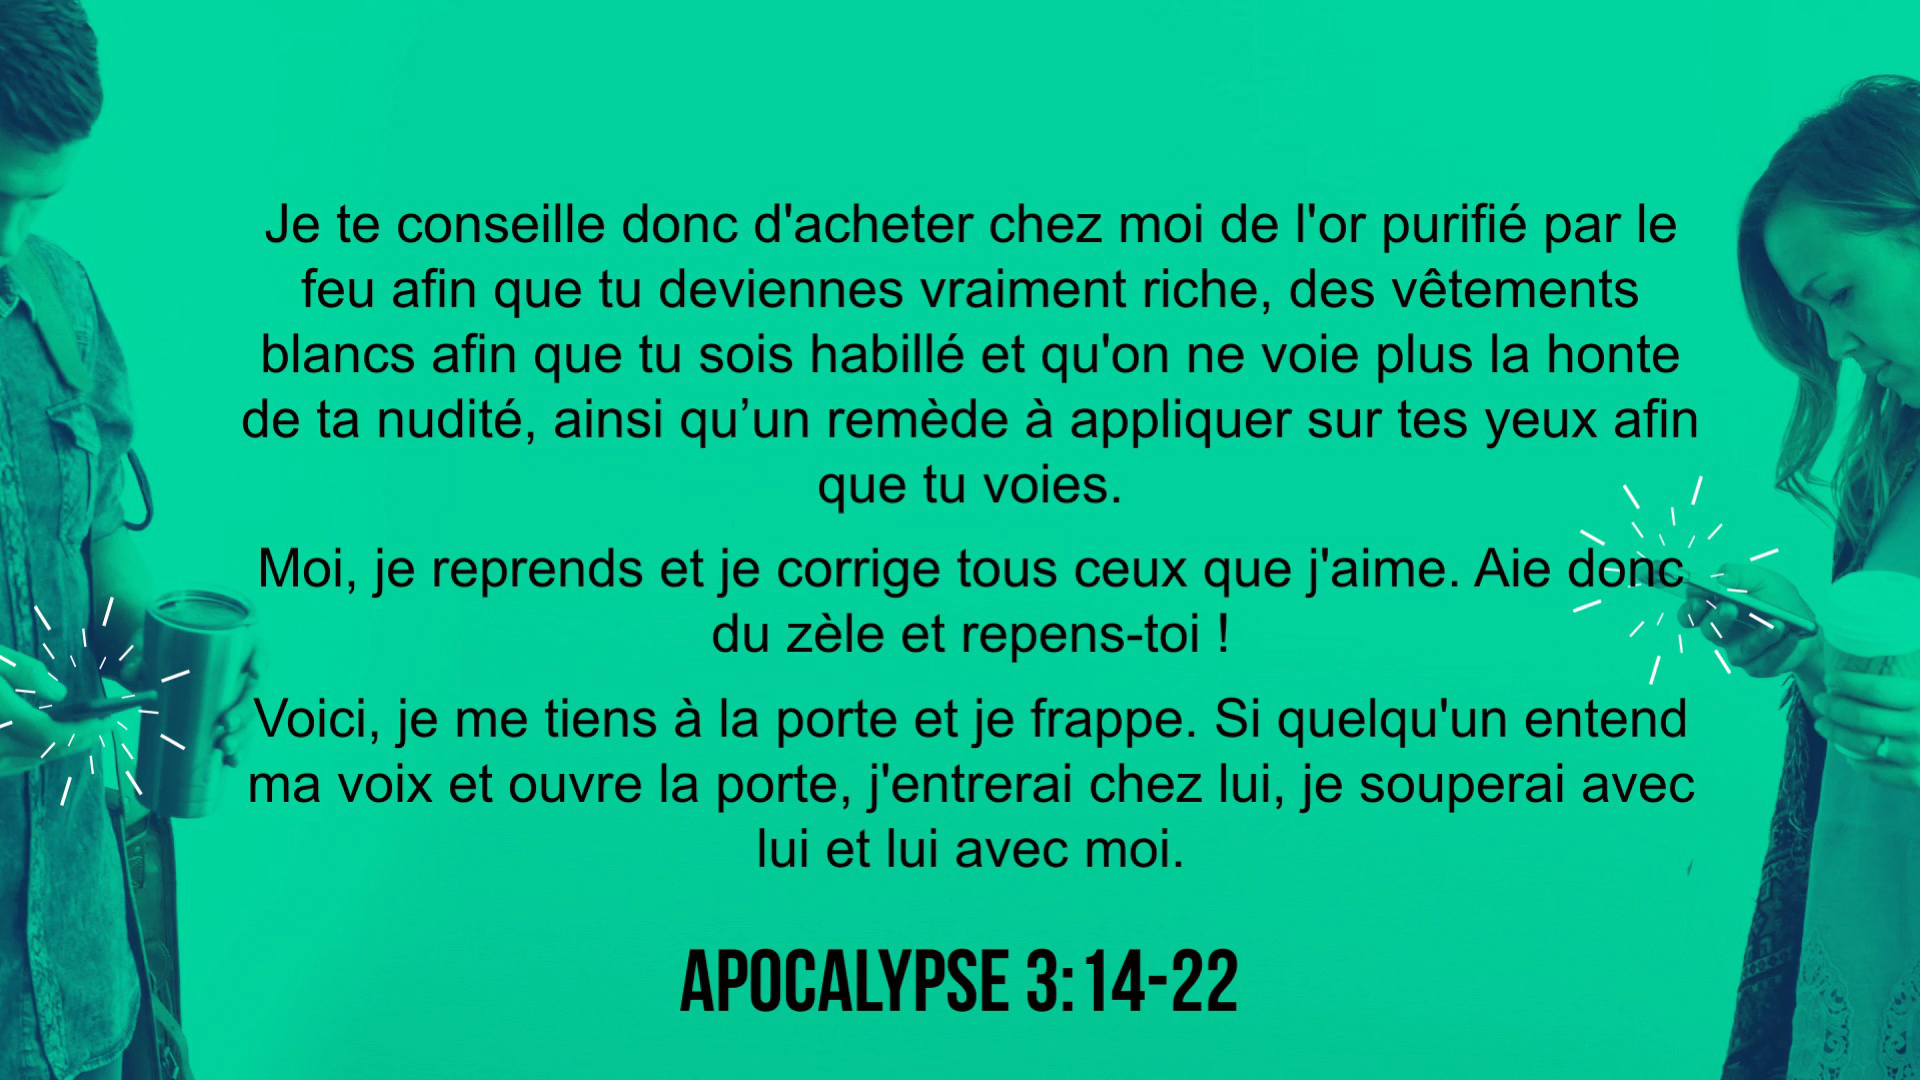 Je te conseille donc d'acheter chez moi de l'or purifié par le
feu afin que tu deviennes vraiment riche, des vêtements
blancs afin que tu sois habillé et qu'on ne voie plus la honte
de ta nudité, ainsi qu’un remède à appliquer sur tes yeux afin
que tu voies.
Moi, je reprends et je corrige tous ceux que j'aime. Aie donc
du zèle et repens-toi !
Voici, je me tiens à la porte et je frappe. Si quelqu'un entend
ma voix et ouvre la porte, j'entrerai chez lui, je souperai avec
lui et lui avec moi.
APOCALYPSE 3:14-22